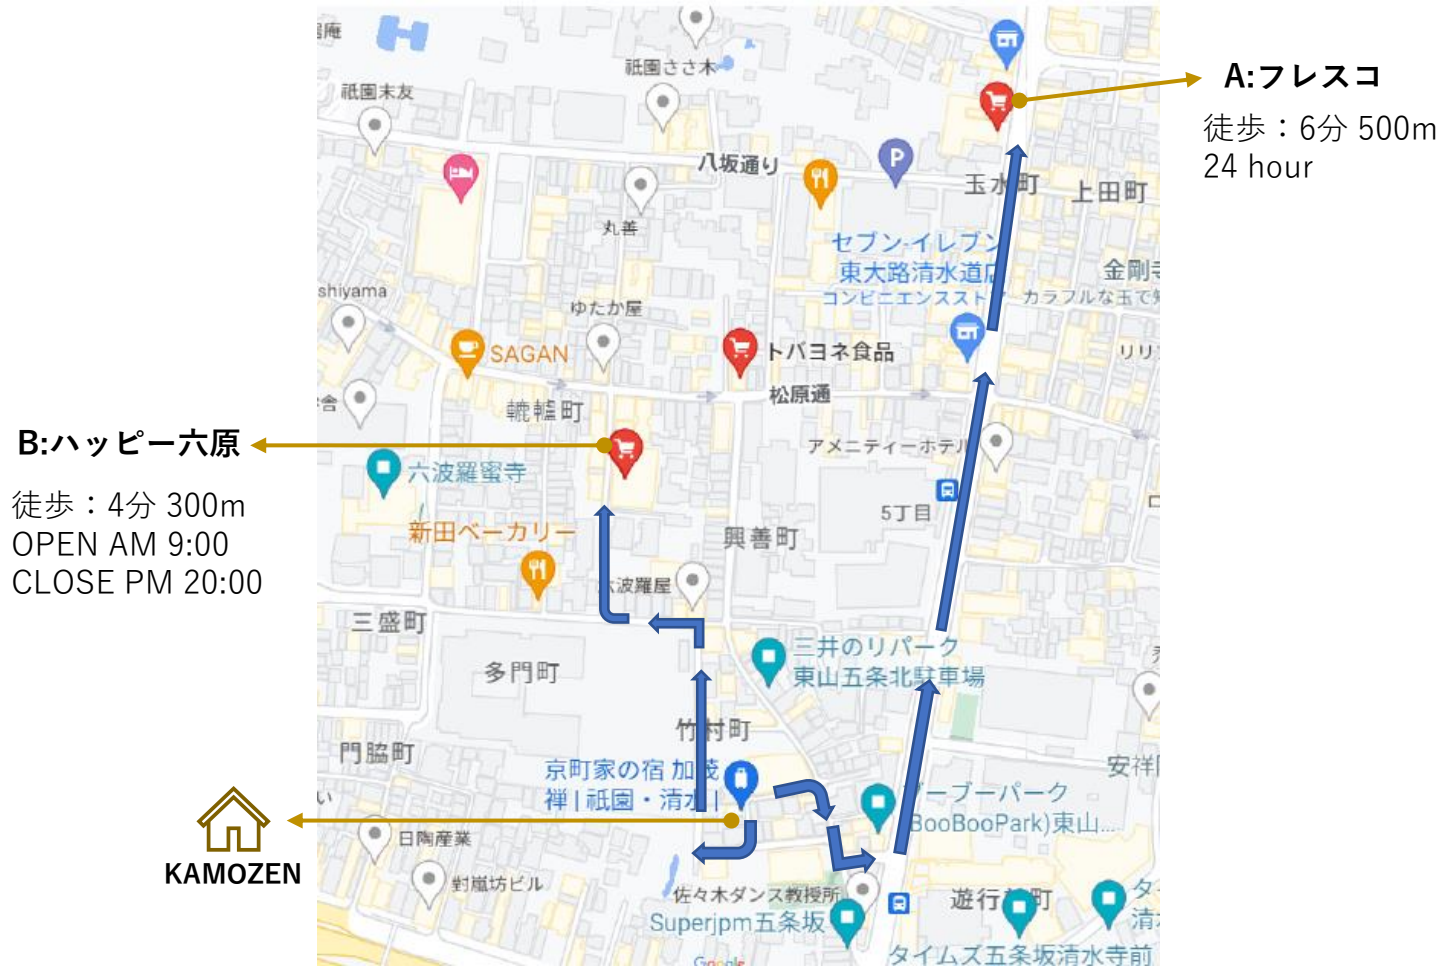 A:フレスコ
徒歩：6分 500m
24 hour
B:ハッピー六原
徒歩：4分 300m
OPEN AM 9:00
CLOSE PM 20:00
KAMOZEN
祇園ささ木
祇園末友
八坂通り
P
玉水町
上田町
丸善
セブン-イレブン
東大路清水道店
コンビニエンススト
金剛寺
カラフルな玉で
shiyama
ゆたか屋
SAGAN
トバヨネ食品
松原通
轆轤町
アメニティーホテル
六波羅蜜寺
5丁目
新田ベーカリー
興善町
六波羅屋
三盛町
三井のリパーク
東山五条北駐車場
多門町
竹村町
門脇町
京町家の宿 加茂
禅 | 祇園・清水 |
安祥
ブーブーパーク
(BooBooPark)東山...
日陶産業
對嵐坊ビル
佐々木ダンス教授所
Superjpm五条坂
遊行前町
タイムズ五条坂清水寺前
Google